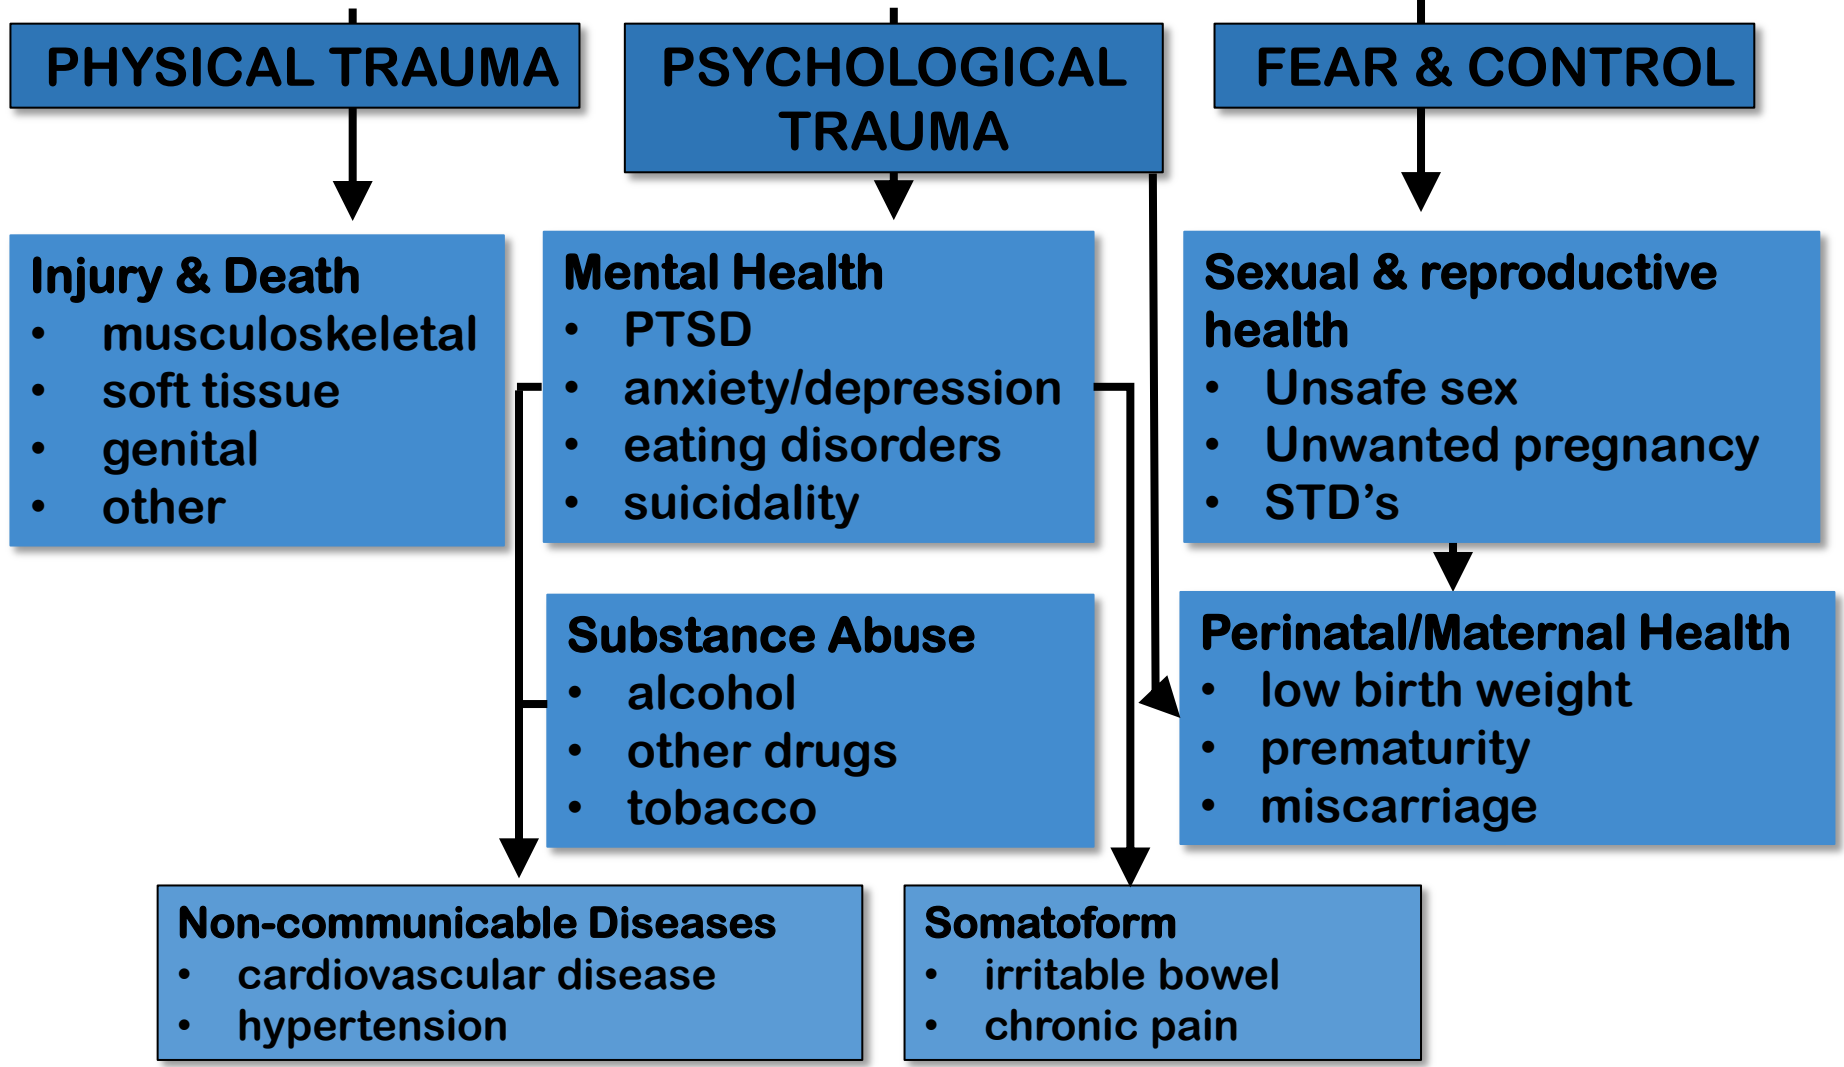 PHYSICAL TRAUMA
PSYCHOLOGICAL
TRAUMA
FEAR & CONTROL
Injury & Death
• musculoskeletal
• soft tissue
• genital
• other
Mental Health
• PTSD
• anxiety/depression
• eating disorders
• suicidality
Sexual & reproductive
health
• Unsafe sex
• Unwanted pregnancy
• STD’s
Substance Abuse
• alcohol
• other drugs
• tobacco
Perinatal/Maternal Health
• low birth weight
• prematurity
• miscarriage
Non-communicable Diseases
• cardiovascular disease
• hypertension
Somatoform
• irritable bowel
• chronic pain